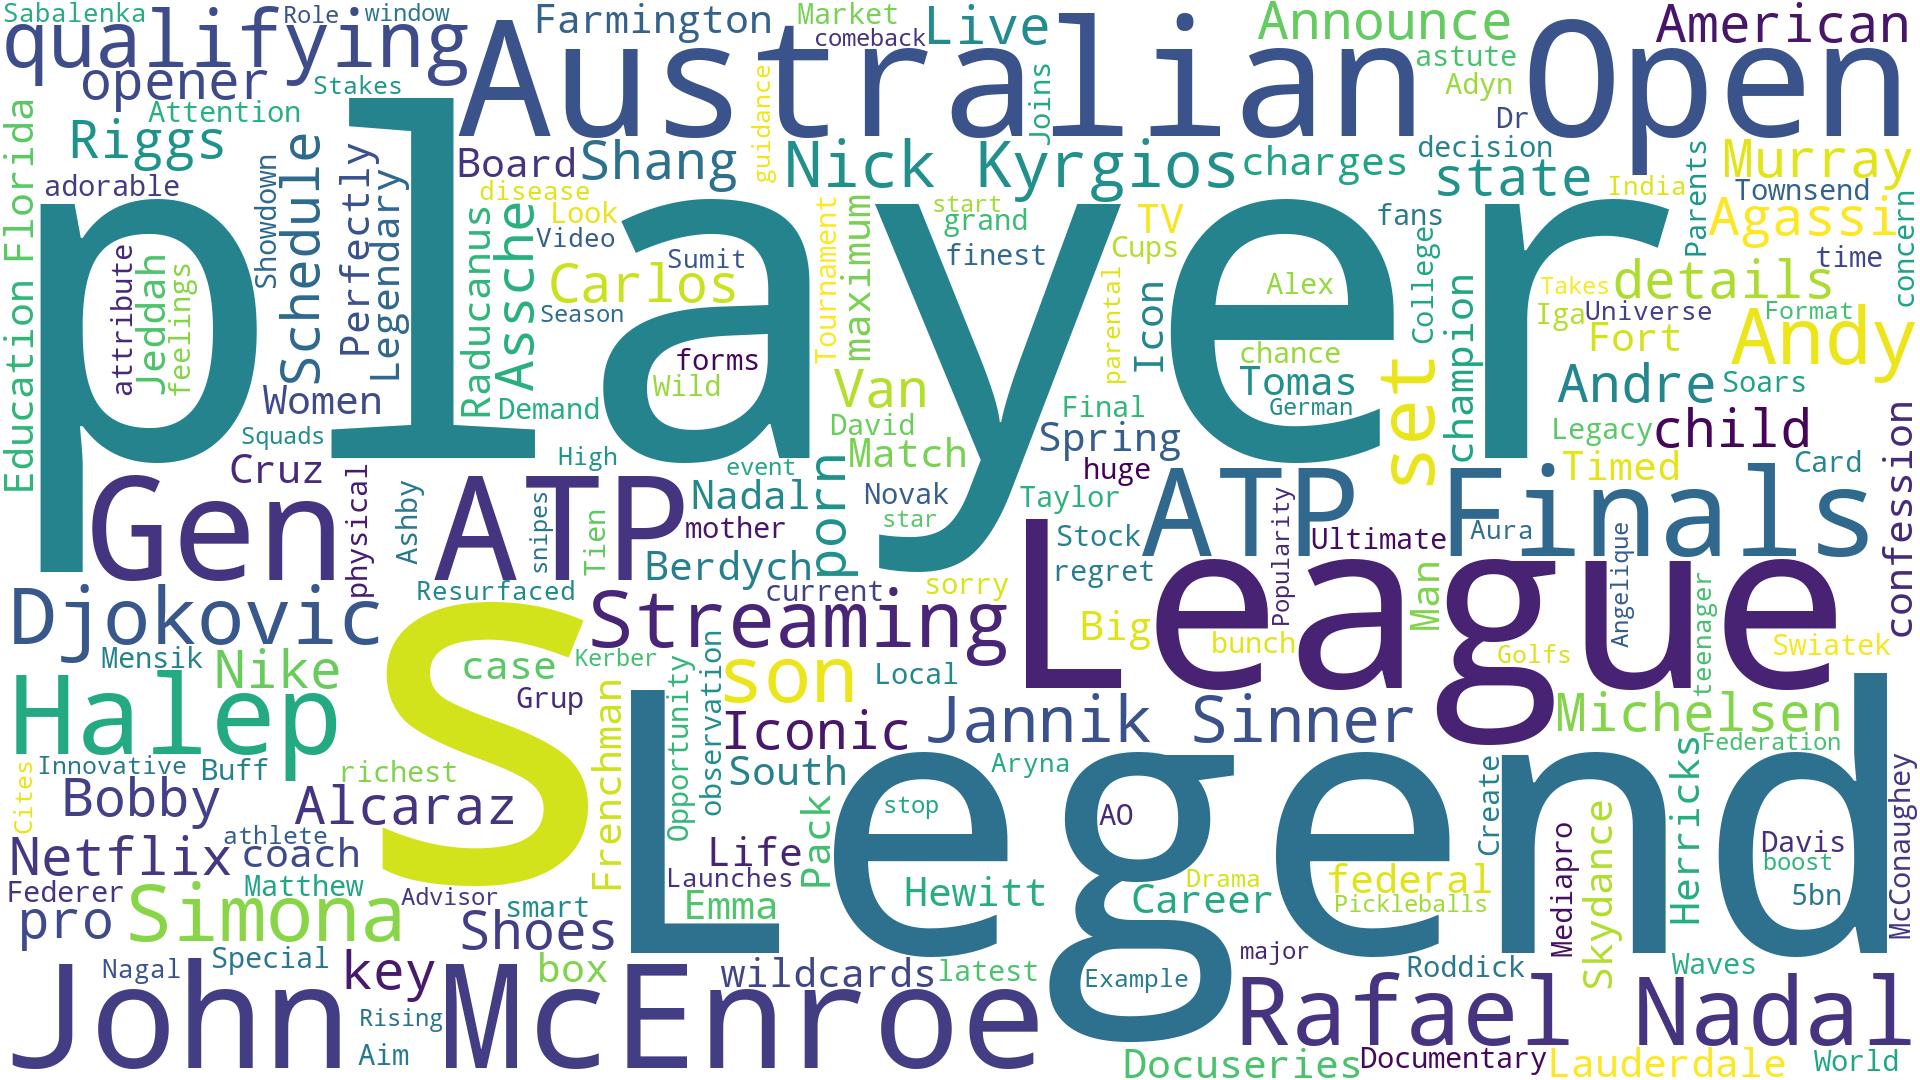 Sabalenka
Role
window
Farmington
Market
comeback
Live
Announce
American
qualifying
Australian
Open
opener
Stakes
astute
Adyn
Attention
guidance
Joins
Dr
Education Florida
Riggs
Schedule
Perfectly
Legendary
Board
Shang
Nick Kyrgios
charges
decision
state
Parents
Murray
adorable
Showdown
disease
Look
Video
start
grand
finest
TV
Cups
fans
India
Townsend
Agassi
time
concern
player
attribute
Jeddah
feelings
Raducanus
Assche
Carlos
Season
Sumit
Tournament
maximum
parental
Icon
Alex
Colleges
champion
Takes
details
Iga
Universe
Format
Fort
Andy
forms
Wild
Women
Demand
Squads
Van
David
Match
chance
Tomas
German
Final
Spring
set
Andre
Soars
Legacy
child
confession
Cruz
High
event
huge
Timed
Card
Gen
physical
Ashby
ATP
snipes
Tien
Nadal
mother
porn
Novak
star
Taylor
Stock
ATP Finals
Popularity
Ultimate
Aura
Angelique
Berdych
Resurfaced
current
sorry
regret
League
Djokovic
Streaming
Big
bunch
Man
Golfs
teenager
Swiatek
Mensik
Nike
S
case
Kerber
Grup
Frenchman
Opportunity
observation
son
Local
Halep
Iconic
Jannik Sinner
Michelsen
Federation
Cites
Innovative
Buff
richest
South
Aryna
Legend
Herricks
McConaughey
Bobby
Alcaraz
Pack
stop
AO
Create
Davis
boost
5bn
Netflix
athlete
coach
Life
Launches
Drama
federal
Pickleballs
Mediapro
Skydance
Federer
Matthew
Advisor
smart
Emma
Hewitt
Career
pro
Simona
Shoes
major
Nagal
Special
key
box
wildcards
latest
Example
Roddick
Waves
John McEnroe
Rising
Aim
Rafael Nadal
Docuseries
Documentary
Lauderdale
World